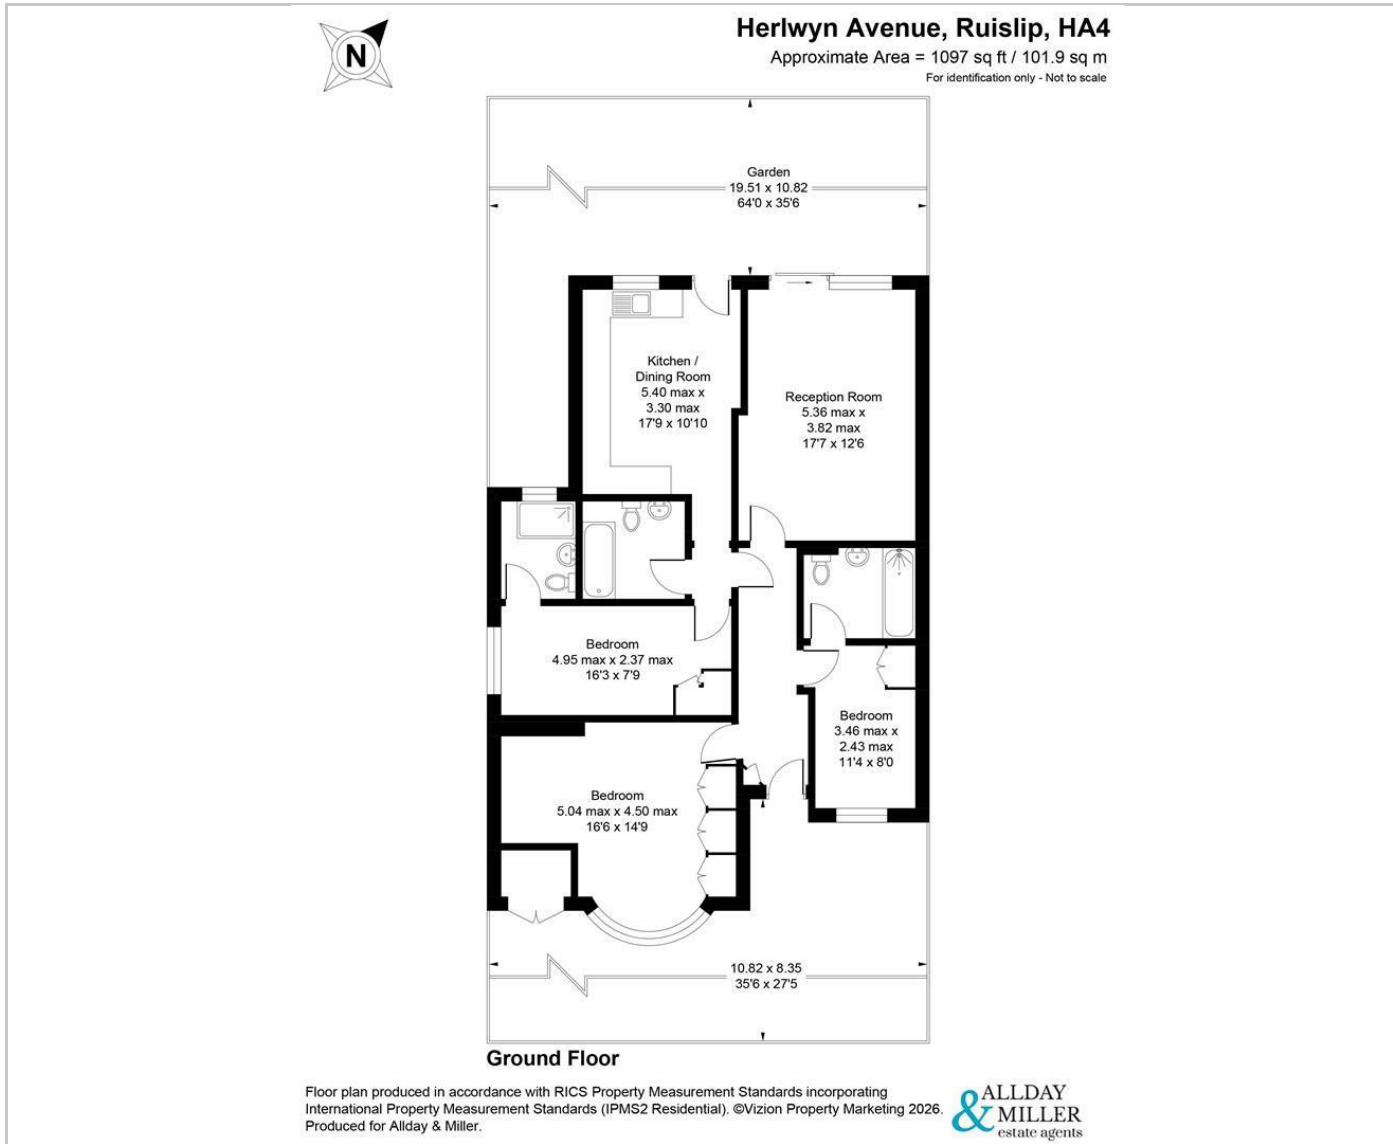 N
Herlwyn Avenue, Ruislip, HA4
Approximate Area = 1097 sq ft / 101.9 sq m
For identification only - Not to scale
Garden
19.51 x 10.82
64'0 x 35'6
Kitchen /
Dining Room
5.40 max x
3.30 max
17'9 x 10'10
Reception Room
5.36 max x
3.82 max
17'7 x 12'6
Bedroom
4.95 max x 2.37 max
16'3 x 7'9
Bedroom
3.46 max x
2.43 max
11'4 x 8'0
Bedroom
5.04 max x 4.50 max
16'6 x 14'9
10.82 x 8.35
35'6 x 27'5
Ground Floor
Floor plan produced in accordance with RICS Property Measurement Standards incorporating
International Property Measurement Standards (IPMS2 Residential). ©Vizion Property Marketing 2026.
Produced for Allday & Miller.
ALLDAY
& MILLER
estate agents